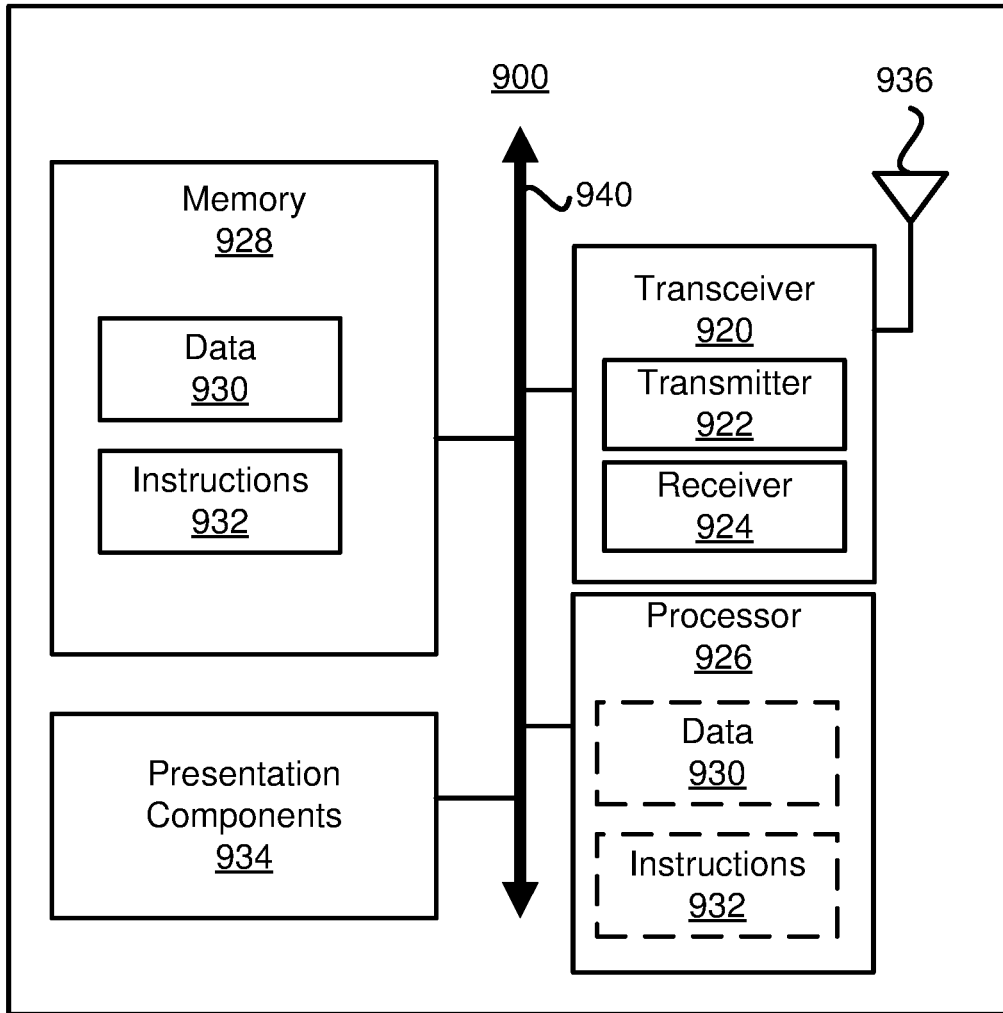 900
936
940
Memory
928
Data
930
Instructions
932
Transceiver
920
Transmitter
922
Receiver
924
Processor
926
Data
930
Instructions
932
Presentation
Components
934